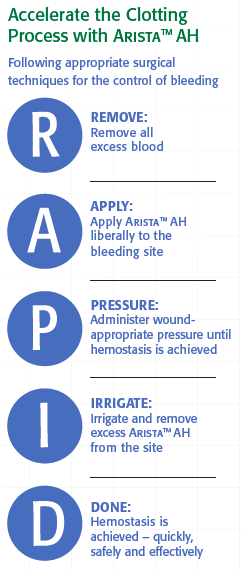 Accelerate the Clotting
Process with ARISTA™ AH
Following appropriate surgical
techniques for the control of bleeding
R
REMOVE:
Remove all
excess blood
A
APPLY:
Apply ARISTA™ AH
liberally to the
bleeding site
P
PRESSURE:
Administer wound-
appropriate pressure until
hemostasis is achieved
I
IRRIGATE:
Irrigate and remove
excess ARISTA™ AH
from the site
D
DONE:
Hemostasis is
achieved – quickly,
safely and effectively